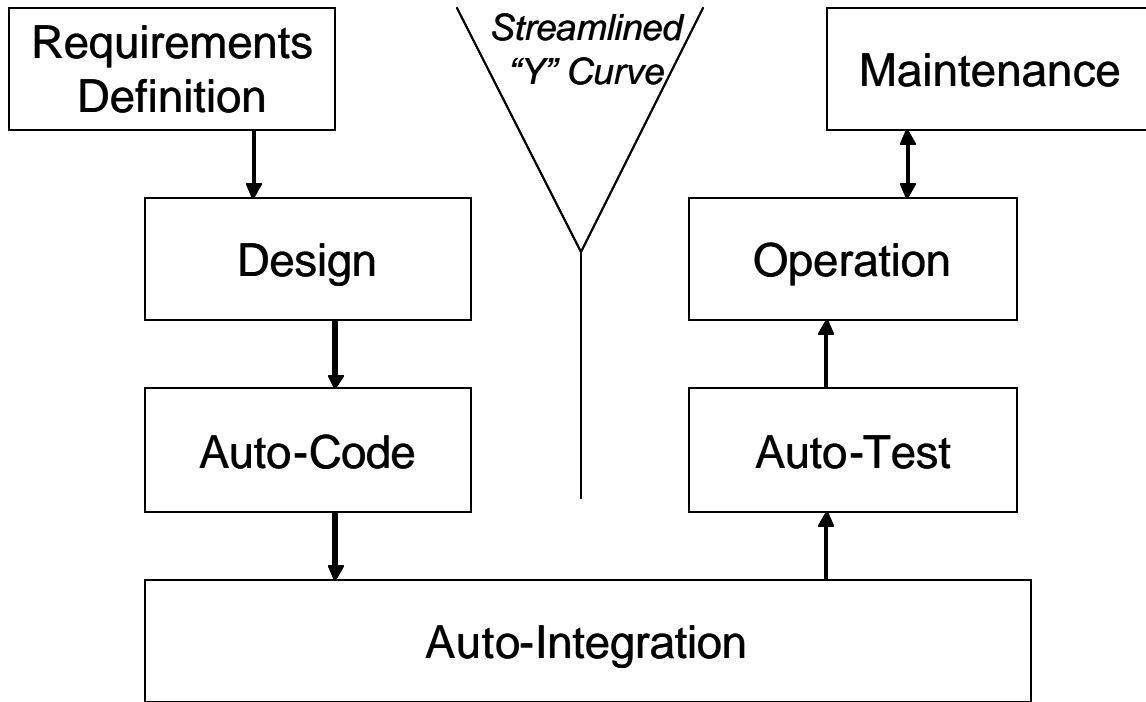 Requirements
Definition
Streamlined
“Y” Curve
Maintenance
Design
Operation
Auto-Code
Auto-Test
Auto-Integration